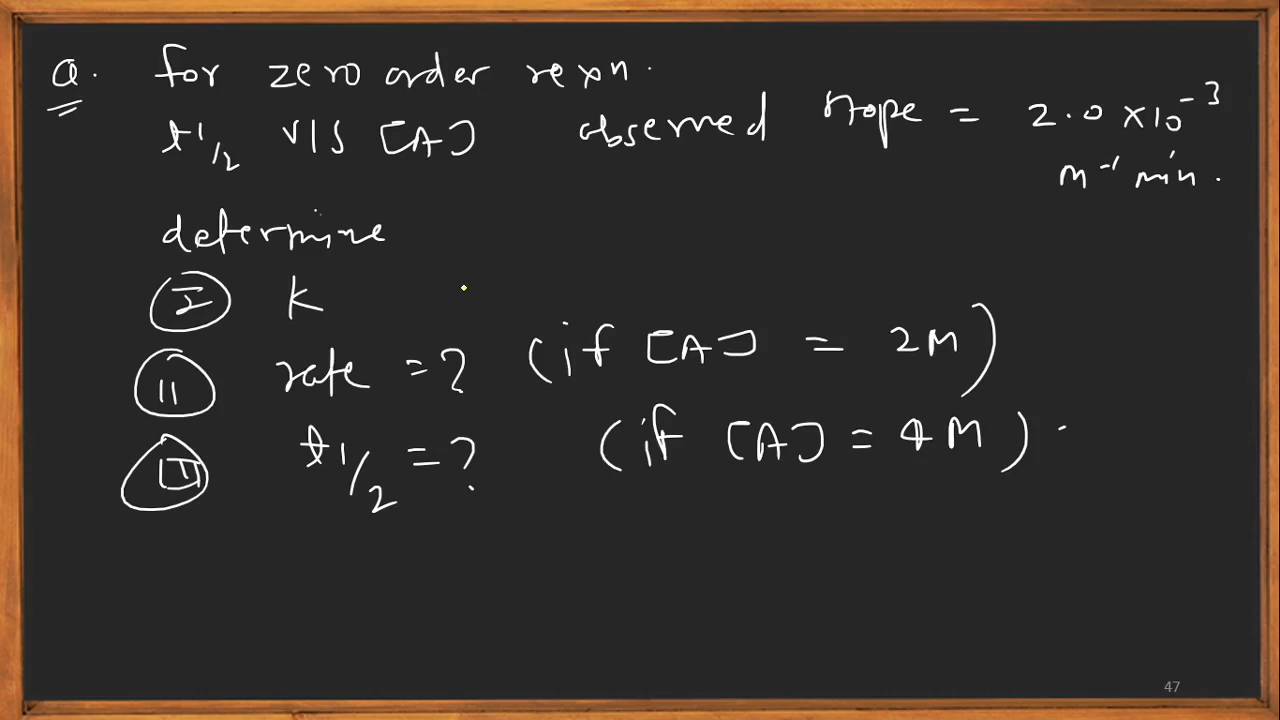 Q. for zero order rexn.
t1/2 v/s [A] observed slope = 2.0 x10⁻³
M⁻¹ min.
determine
I K
II rate = ? (if [A] = 2M)
III t1/2 = ? (if [A] = 4M).
47